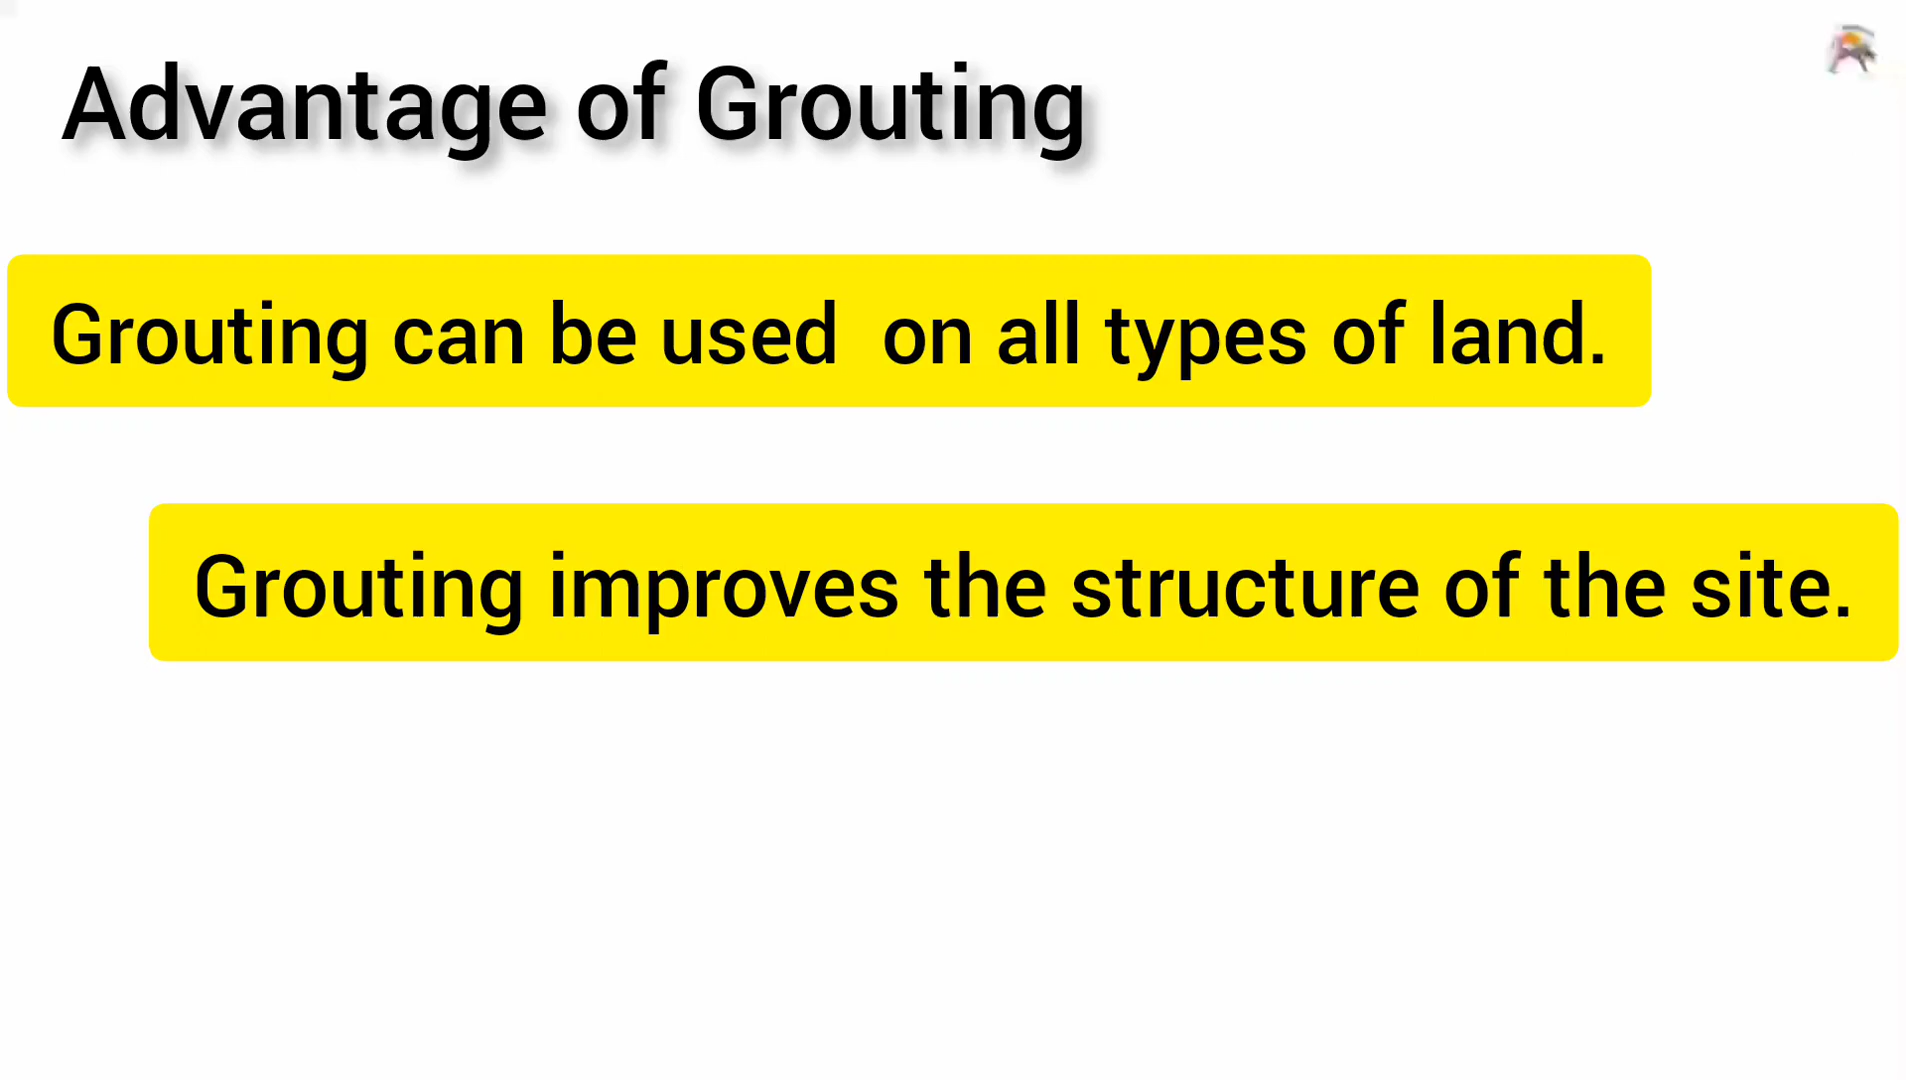 Advantage of Grouting
Grouting can be used  on all types of land.
Grouting improves the structure of the site.